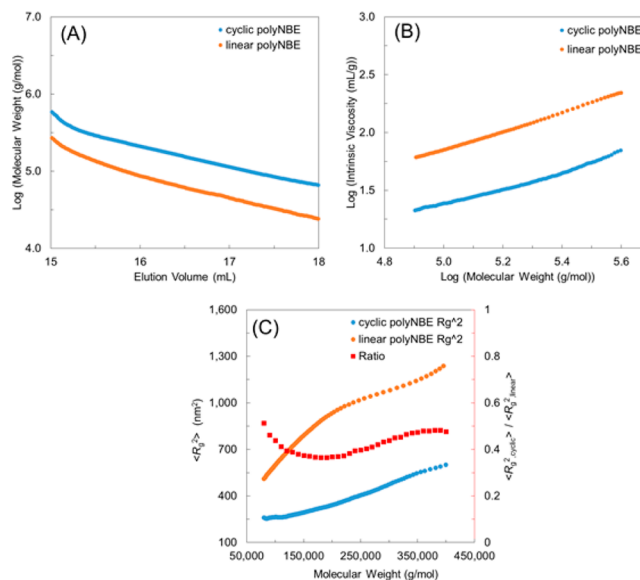 (A)
cyclic polyNBE
linear polyNBE
Log (Molecular Weight (g/mol))
7.0
6.0
5.0
4.0
15
16
17
18
Elution Volume (mL)
(B)
cyclic polyNBE
linear polyNBE
Log (Intrinsic Viscosity (mL/g))
3.0
2.5
2.0
1.5
1.0
4.8
5.0
5.2
5.4
5.6
Log (Molecular Weight (g/mol))
(C)
cyclic polyNBE Rg^2
linear polyNBE Rg^2
Ratio
<Rg²> (nm²)
1,600
1,300
1,000
700
400
100
1
0.8
0.6
0.4
0.2
0
<Rg²,cyclic> / <Rg²,linear>
50,000
150,000
250,000
350,000
450,000
Molecular Weight (g/mol)